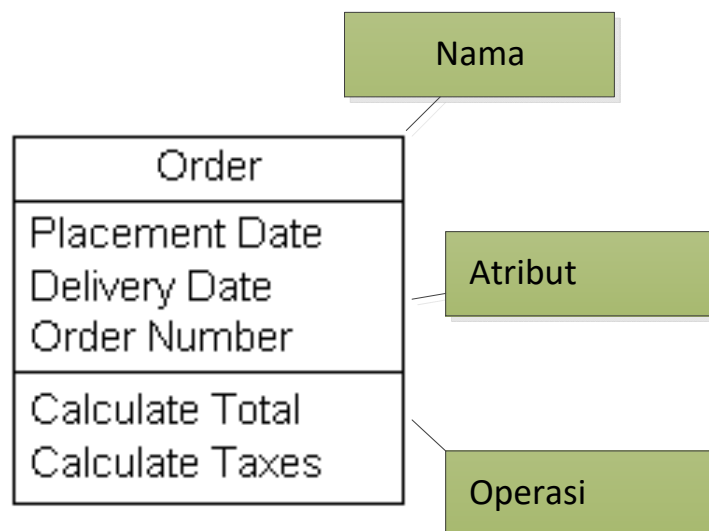 Nama
Order
Placement Date
Delivery Date
Order Number
Atribut
Calculate Total
Calculate Taxes
Operasi